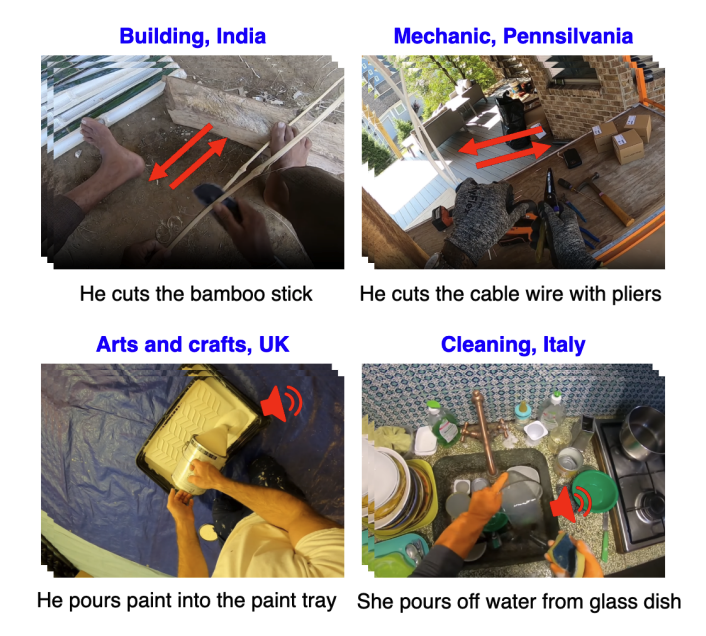 Building, India
Mechanic, Pennsilvania
He cuts the bamboo stick
He cuts the cable wire with pliers
Arts and crafts, UK
Cleaning, Italy
He pours paint into the paint tray
She pours off water from glass dish